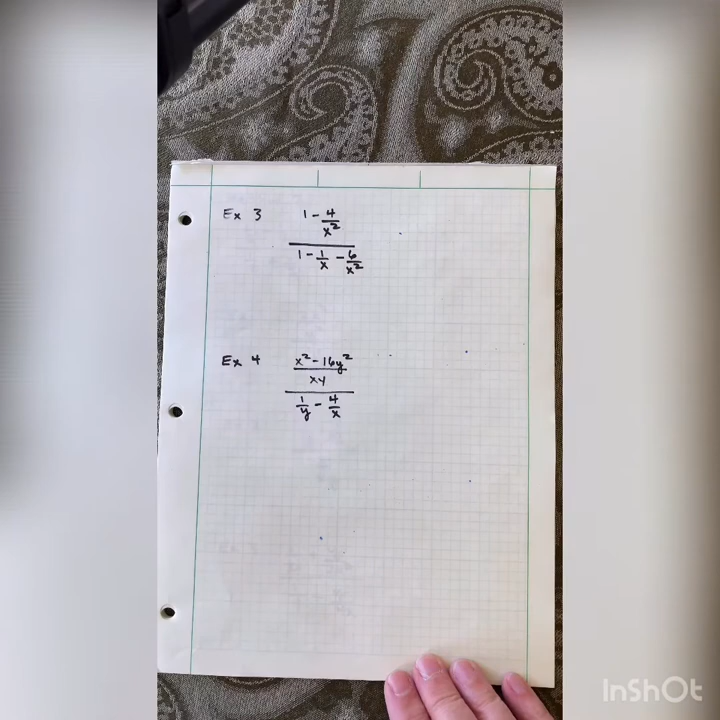 Ex 3 (1 - 4/x²) / (1 - 1/x - 6/x²)
Ex 4 ((x² - 16y²)/xy) / (1/y - 4/x)
InShOt